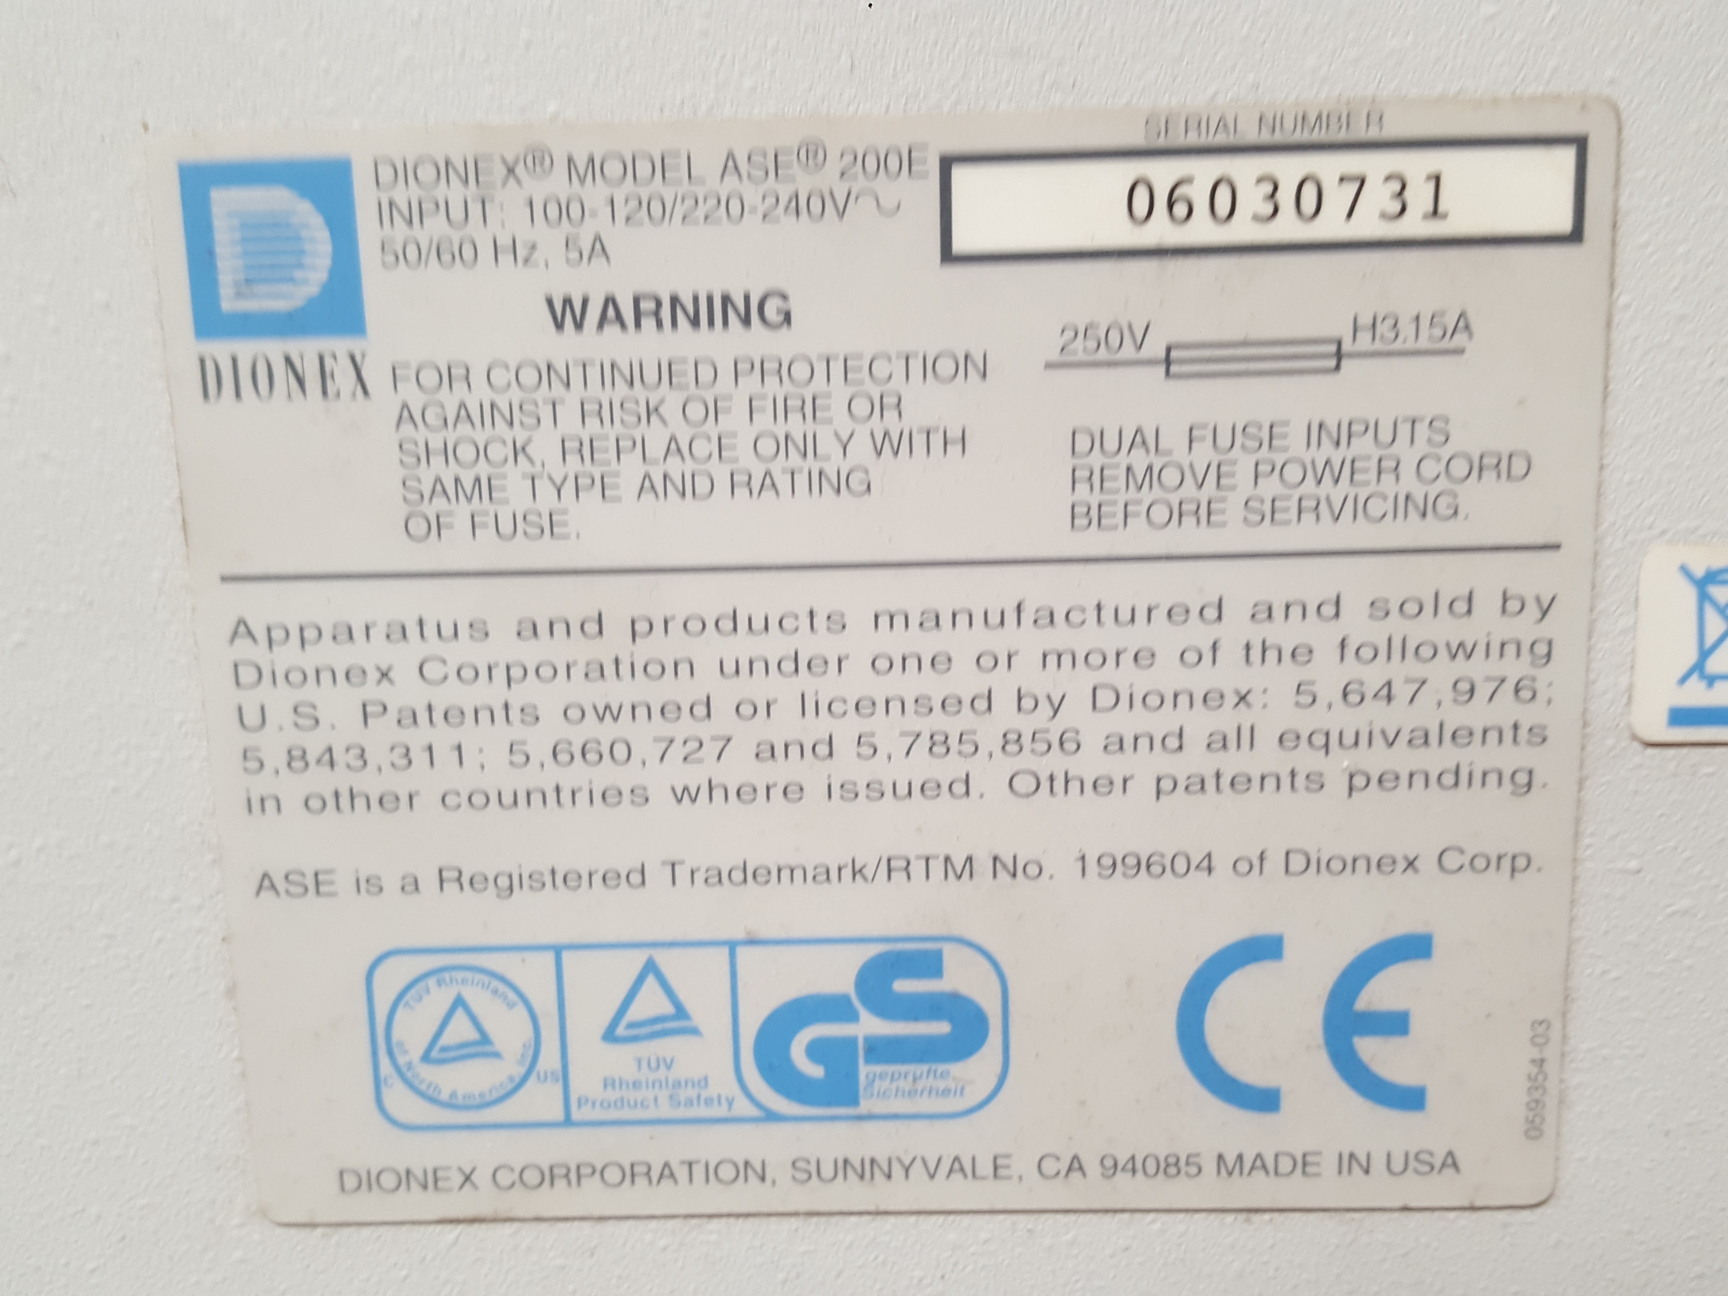 SERIAL NUMBER
DIONEX® MODEL ASE® 200E
INPUT: 100-120/220-240V~
50/60 Hz, 5A
06030731
WARNING
DIONEX
FOR CONTINUED PROTECTION
AGAINST RISK OF FIRE OR
SHOCK, REPLACE ONLY WITH
SAME TYPE AND RATING
OF FUSE.
250V H3.15A
DUAL FUSE INPUTS
REMOVE POWER CORD
BEFORE SERVICING.
Apparatus and products manufactured and sold by
Dionex Corporation under one or more of the following
U.S. Patents owned or licensed by Dionex: 5,647,976;
5,843,311; 5,660,727 and 5,785,856 and all equivalents
in other countries where issued. Other patents pending.
ASE is a Registered Trademark/RTM No. 199604 of Dionex Corp.
TÜV Rheinland
of North America, Inc.
C US
TÜV
Rheinland
Product Safety
GS
geprüfte
Sicherheit
CE
059354-03
DIONEX CORPORATION, SUNNYVALE, CA 94085 MADE IN USA